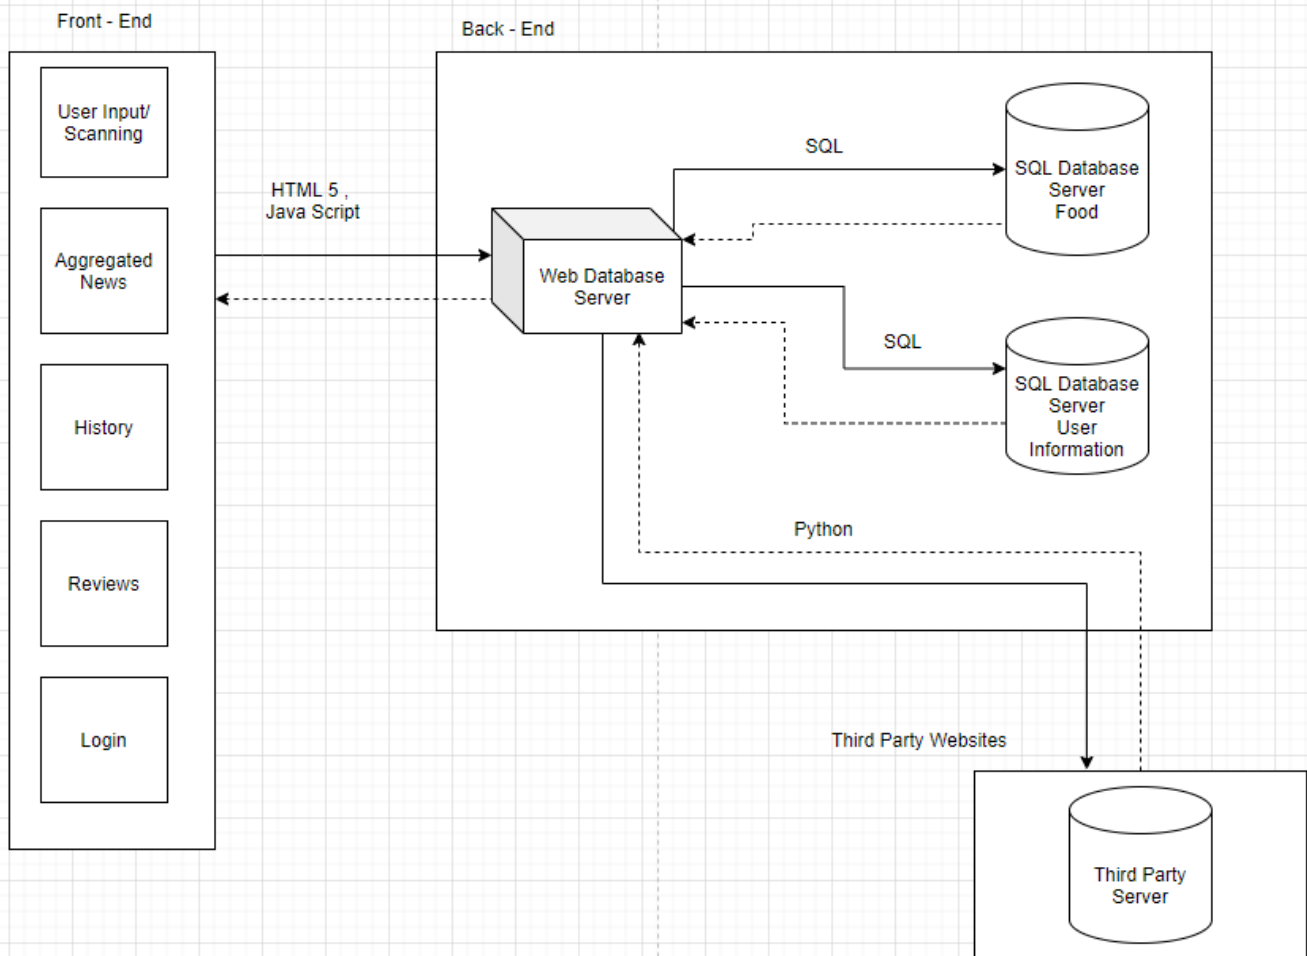 Front - End
User Input/
Scanning
Aggregated
News
History
Reviews
Login
HTML 5 ,
Java Script
Back - End
Web Database
Server
SQL
SQL Database
Server
Food
SQL
SQL Database
Server
User
Information
Python
Third Party Websites
Third Party
Server